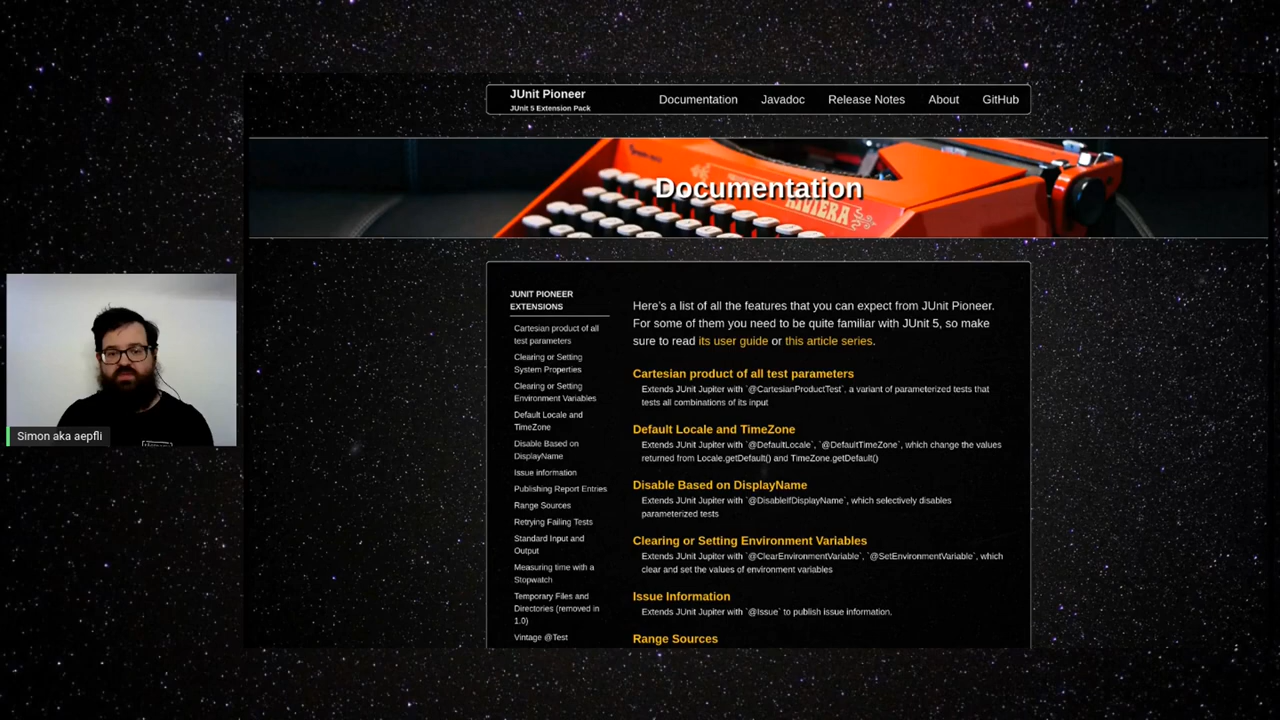 JUnit Pioneer
JUnit 5 Extension Pack
Documentation
Javadoc
Release Notes
About
GitHub
Documentation
RIVIERA
JUNIT PIONEER
EXTENSIONS
Cartesian product of all
test parameters
Clearing or Setting
System Properties
Clearing or Setting
Environment Variables
Default Locale and
TimeZone
Disable Based on
DisplayName
Issue information
Publishing Report Entries
Range Sources
Retrying Failing Tests
Standard Input and
Output
Measuring time with a
Stopwatch
Temporary Files and
Directories (removed in
1.0)
Vintage @Test
Here's a list of all the features that you can expect from JUnit Pioneer.
For some of them you need to be quite familiar with JUnit 5, so make
sure to read its user guide or this article series.
Cartesian product of all test parameters
Extends JUnit Jupiter with `@CartesianProductTest`, a variant of parameterized tests that
tests all combinations of its input
Default Locale and TimeZone
Extends JUnit Jupiter with `@DefaultLocale`, `@DefaultTimeZone`, which change the values
returned from Locale.getDefault() and TimeZone.getDefault()
Disable Based on DisplayName
Extends JUnit Jupiter with `@DisableIfDisplayName`, which selectively disables
parameterized tests
Clearing or Setting Environment Variables
Extends JUnit Jupiter with `@ClearEnvironmentVariable`, `@SetEnvironmentVariable`, which
clear and set the values of environment variables
Issue Information
Extends JUnit Jupiter with `@Issue` to publish issue information.
Range Sources
Simon aka aepfli